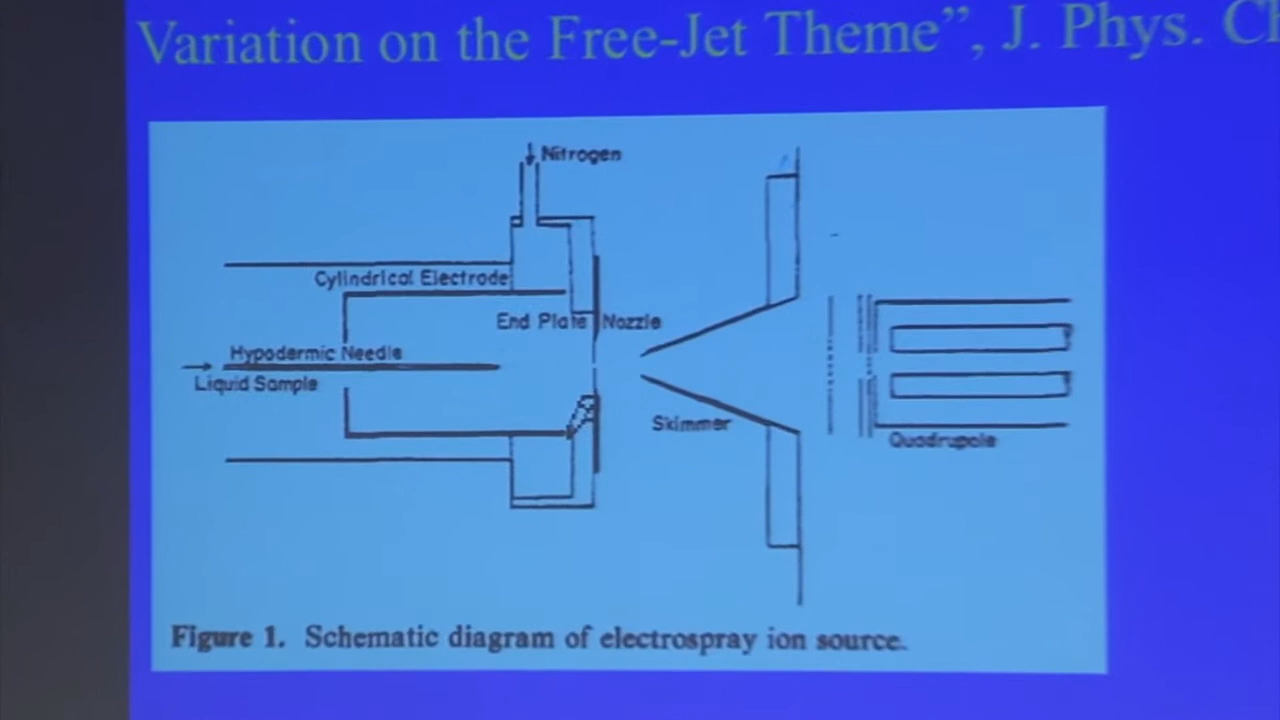 Variation on the Free-Jet Theme”, J. Phys.
Nitrogen
Cylindrical Electrode
End Plate
Nozzle
Hypodermic Needle
Liquid Sample
Skimmer
Quadrupole
Figure 1. Schematic diagram of electrospray ion source.